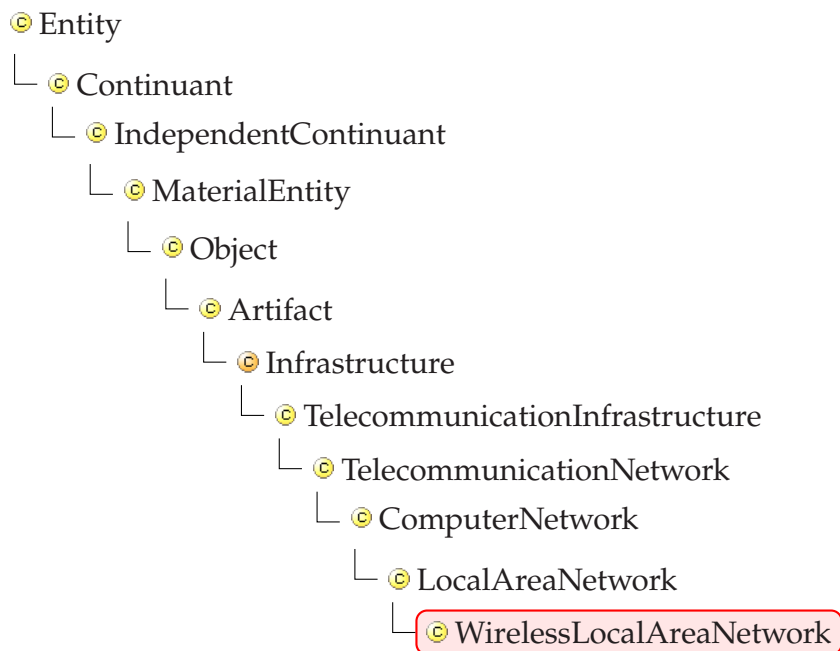 Entity
Continuant
IndependentContinuant
MaterialEntity
Object
Artifact
Infrastructure
TelecommunicationInfrastructure
TelecommunicationNetwork
ComputerNetwork
LocalAreaNetwork
WirelessLocalAreaNetwork